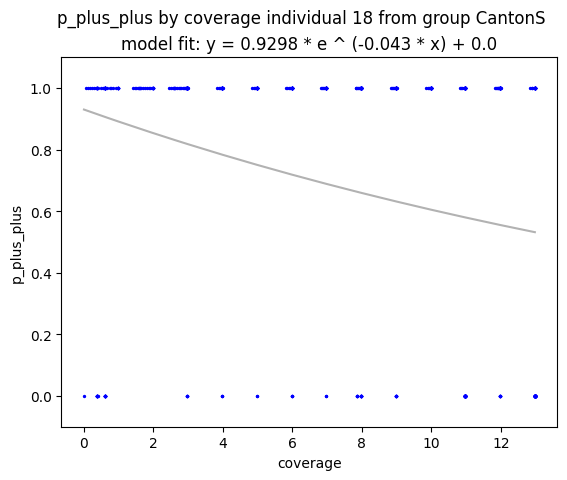 p_plus_plus by coverage individual 18 from group CantonS
model fit: y = 0.9298 * e ^ (-0.043 * x) + 0.0
1.0
0.8
0.6
0.4
0.2
0.0
p_plus_plus
0 2 4 6 8 10 12
coverage